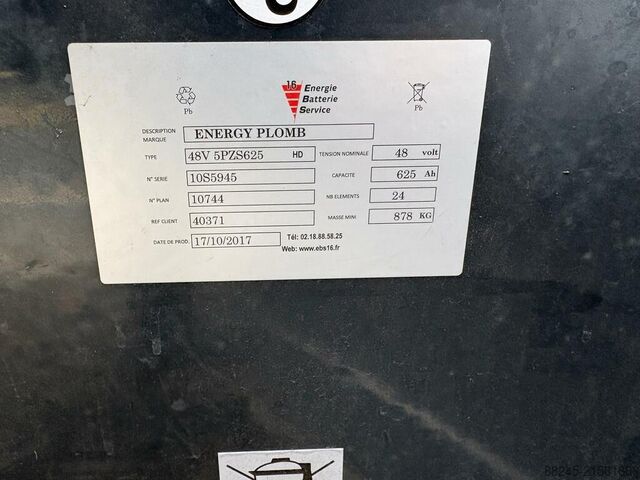 16 Energie
Batterie
Service
Pb
Pb
DESCRIPTION
MARQUE
ENERGY PLOMB
TYPE 48V 5PZS625 HD TENSION NOMINALE 48 volt
N° SERIE 10S5945 CAPACITE 625 Ah
N° PLAN 10744 NB ELEMENTS 24
REF CLIENT 40371 MASSE MINI 878 KG
DATE DE PROD. 17/10/2017 Tél: 02.18.88.58.25
Web: www.ebs16.fr